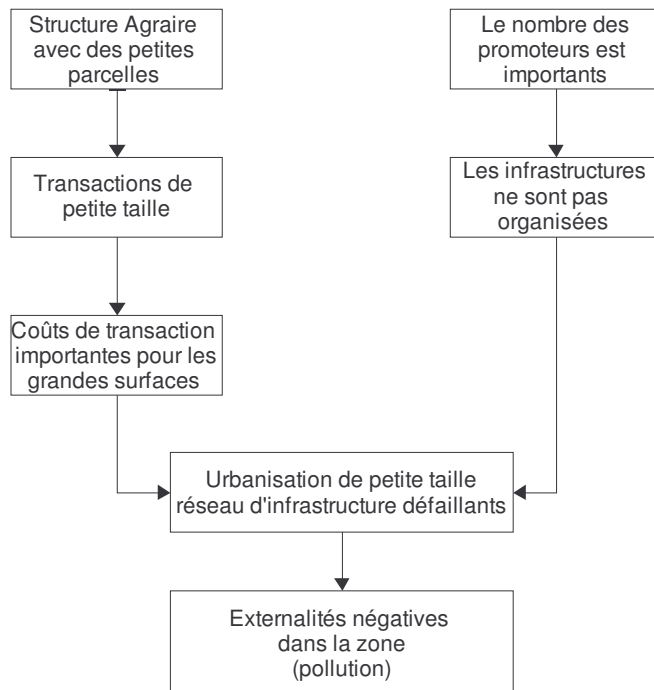 Structure Agraire
avec des petites
parcelles
Le nombre des
promoteurs est
importants
Transactions de
petite taille
Les infrastructures
ne sont pas
organisées
Coûts de transaction
importantes pour les
grandes surfaces
Urbanisation de petite taille
réseau d'infrastructure défaillants
Externalités négatives
dans la zone
(pollution)